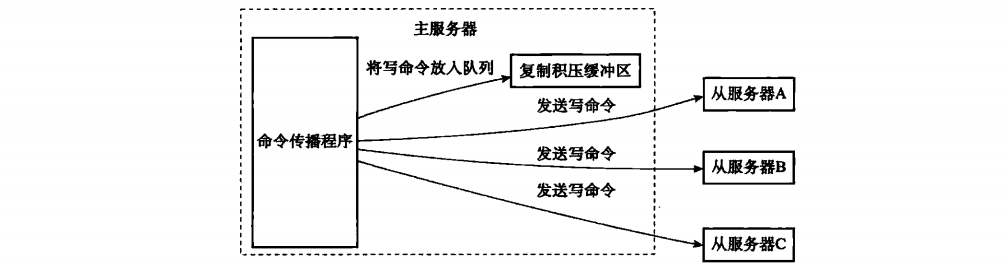 主服务器
将写命令放入队列
复制积压缓冲区
发送写命令
从服务器A
命令传播程序
发送写命令
从服务器B
发送写命令
从服务器C